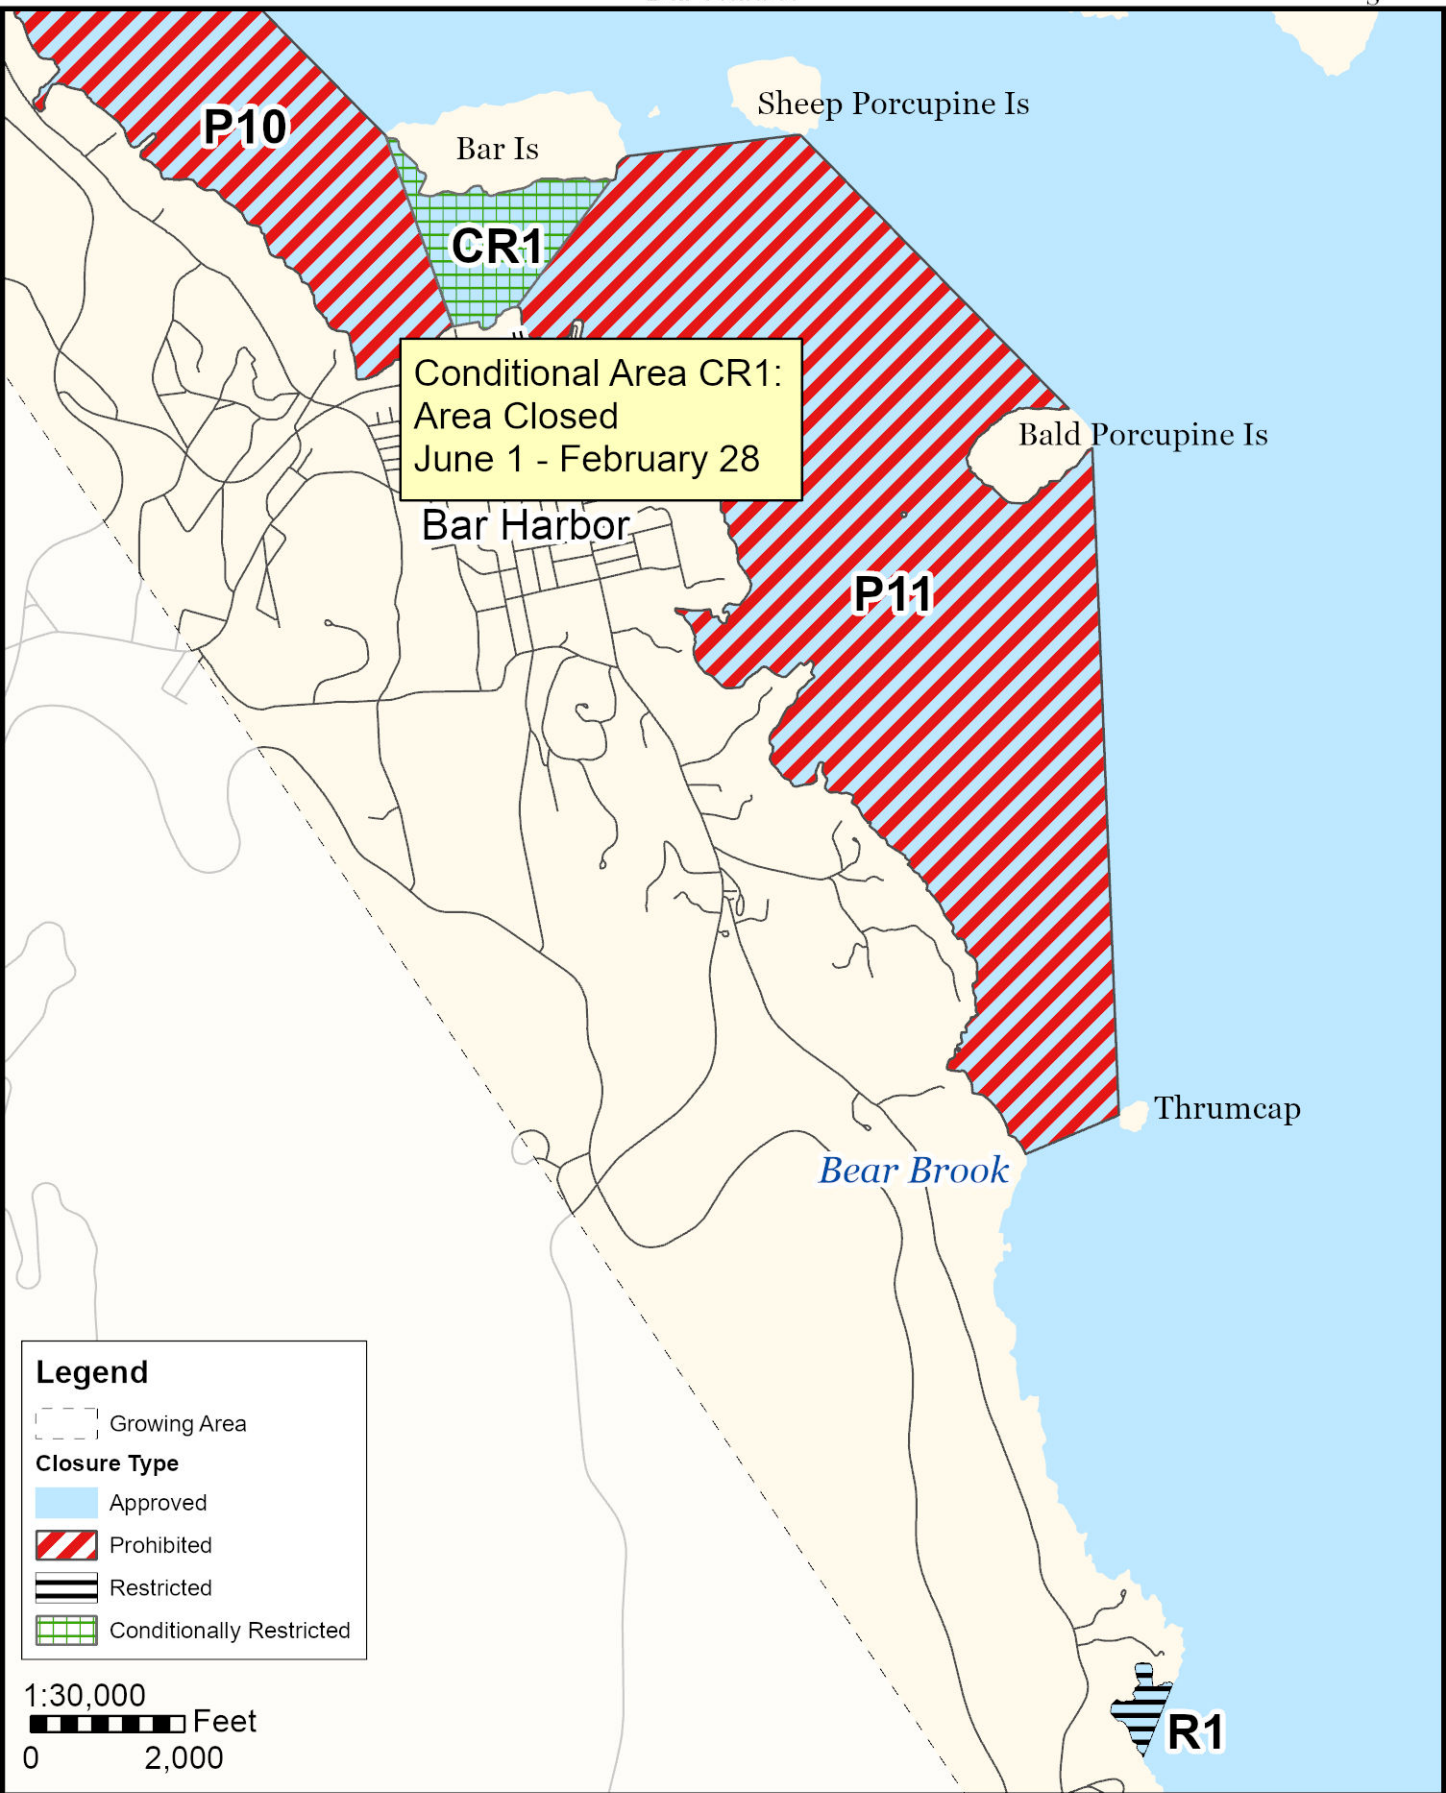 Sheep Porcupine Is
P10
Bar Is
CR1
Conditional Area CR1:
Area Closed
June 1 - February 28
Bald Porcupine Is
Bar Harbor
P11
Thrumcap
Bear Brook
Legend
Growing Area
Closure Type
Approved
Prohibited
Restricted
Conditionally Restricted
1:30,000
Feet
0 2,000
R1